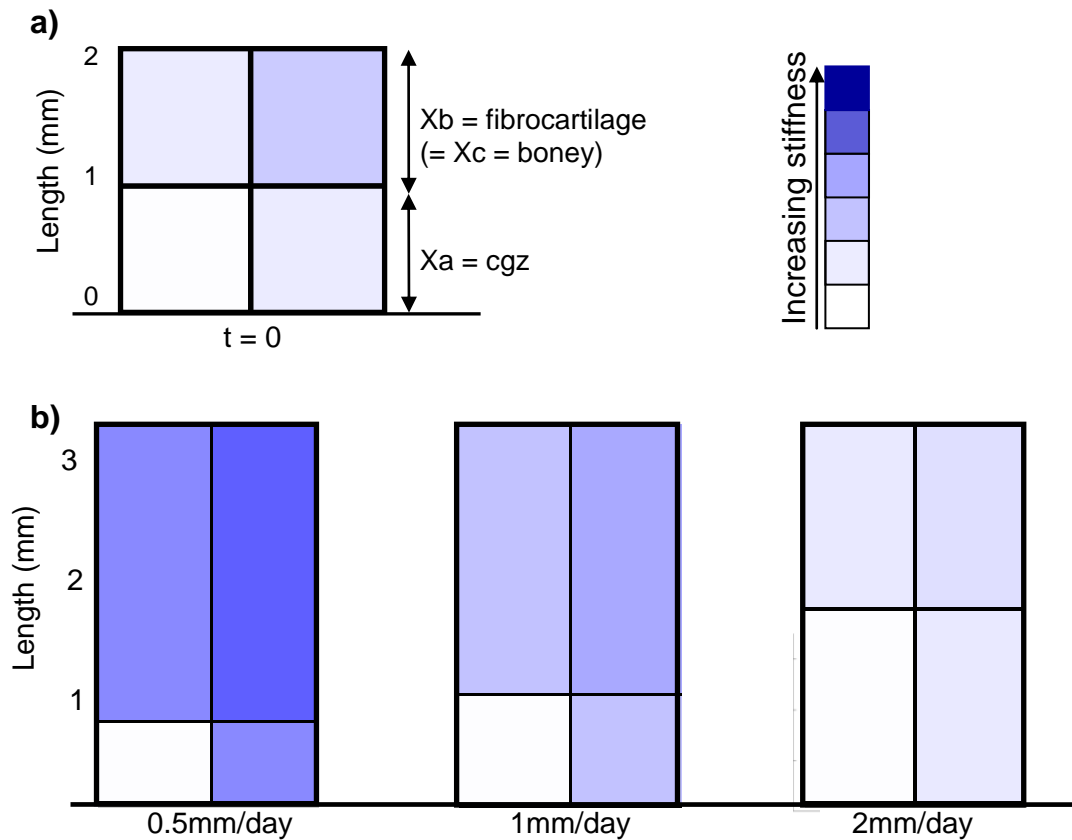 a)
2
1
0
Length (mm)
Xb = fibrocartilage
(= Xc = boney)
Xa = cgz
t = 0
Increasing stiffness
b)
3
2
1
Length (mm)
0.5mm/day
1mm/day
2mm/day